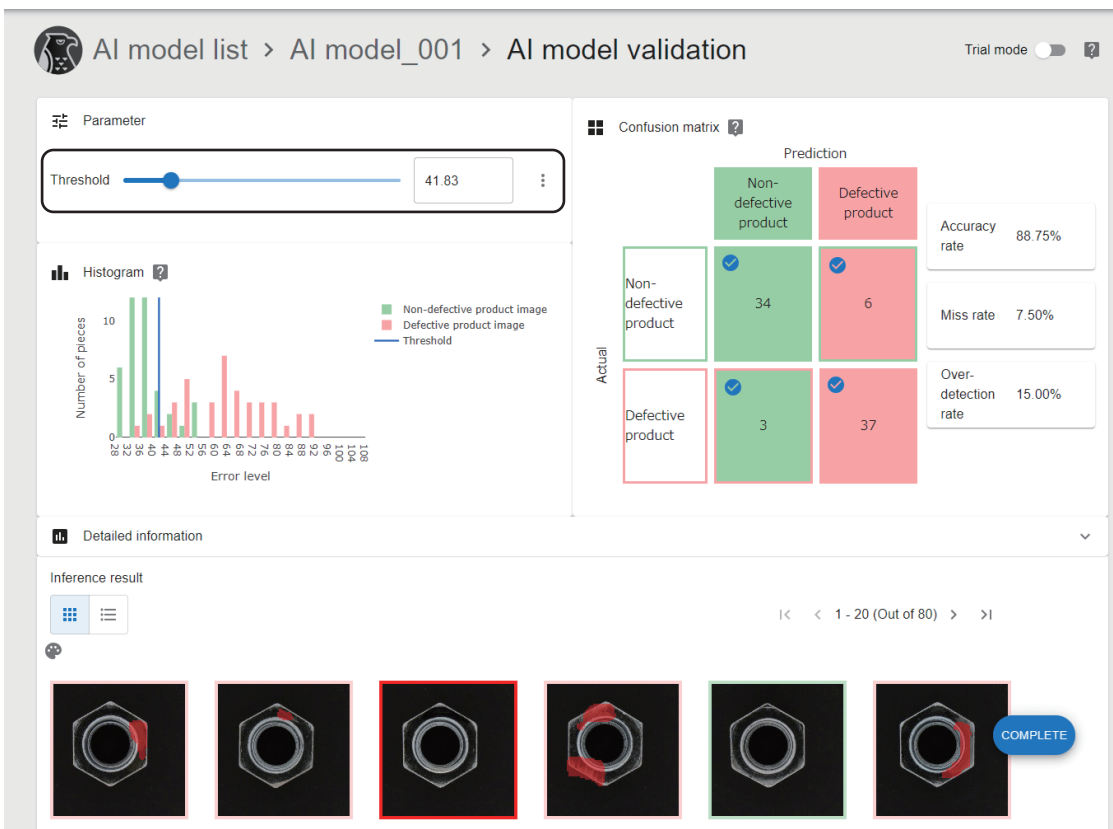 AI model list > AI model_001 > AI model validation
Trial mode
?
Parameter
Threshold
41.83
Histogram ?
Number of pieces
10
5
0
28 32 36 40 44 48 52 56 60 64 68 72 76 80 84 88 92 96 100 104 108
Error level
Non-defective product image
Defective product image
Threshold
Confusion matrix ?
Prediction
Non-
defective
product
Defective
product
Actual
Non-
defective
product
34
6
Defective
product
3
37
Accuracy
rate
88.75%
Miss rate 7.50%
Over-
detection
rate
15.00%
Detailed information
Inference result
1 - 20 (Out of 80)
COMPLETE